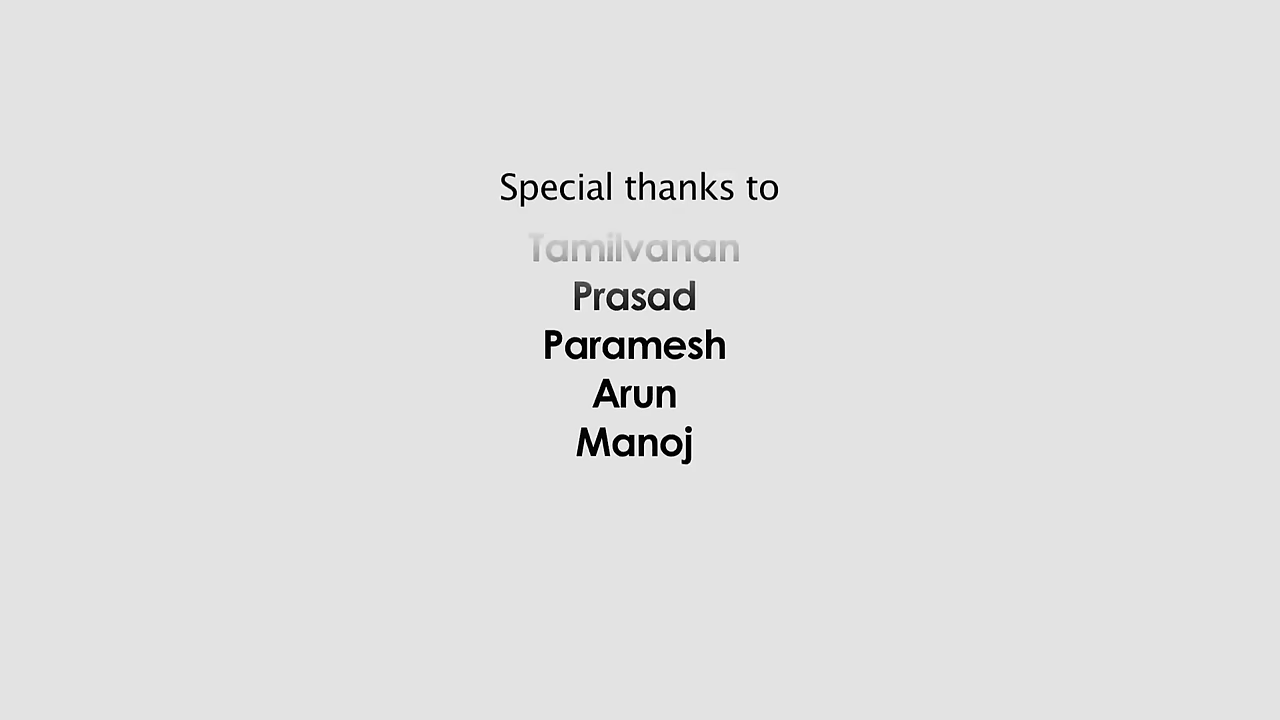 Special thanks to
Tamilvanan
Prasad
Paramesh
Arun
Manoj